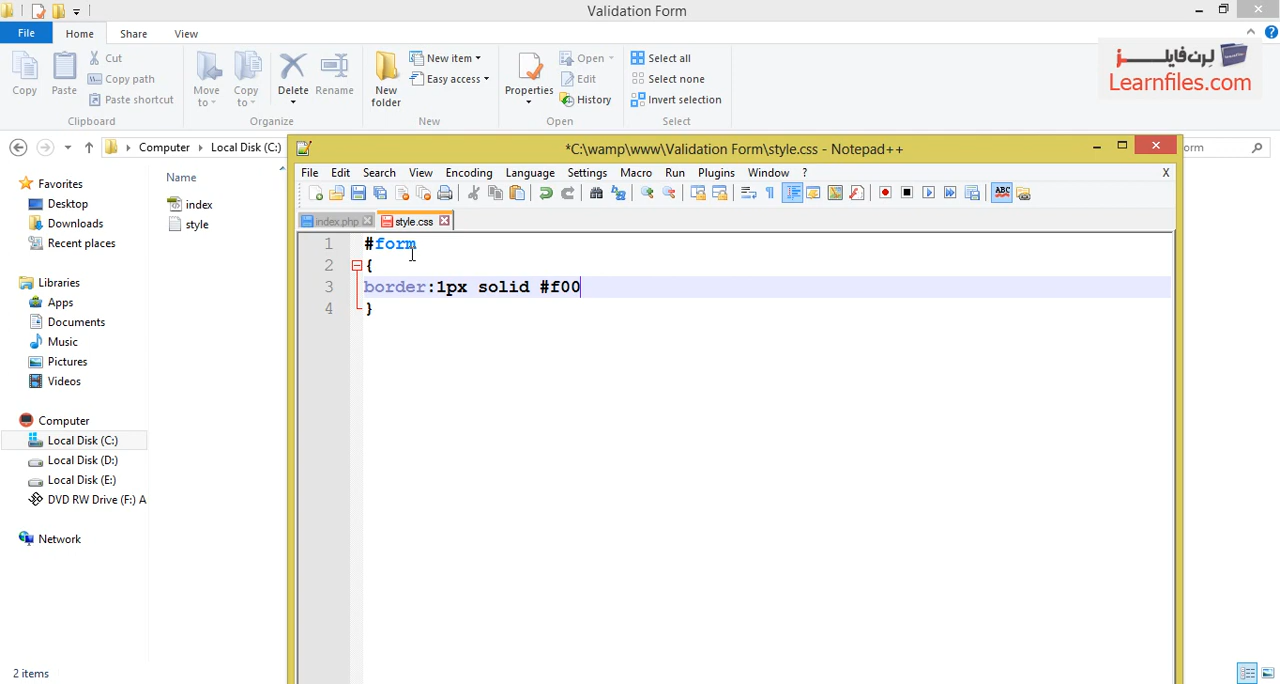 Validation Form
File Home Share View
Copy
Paste
Cut
Copy path
Paste shortcut
Clipboard
Move to
Copy to
Delete
Rename
Organize
New folder
New item
Easy access
New
Properties
Open
Edit
History
Open
Select all
Select none
Invert selection
Select
لرن‌فایلز
Learnfiles.com
Computer Local Disk (C:)
orm
Favorites
Desktop
Downloads
Recent places
Libraries
Apps
Documents
Music
Pictures
Videos
Computer
Local Disk (C:)
Local Disk (D:)
Local Disk (E:)
DVD RW Drive (F:) A
Network
Name
index
style
2 items
*C:\wamp\www\Validation Form\style.css - Notepad++
File Edit Search View Encoding Language Settings Macro Run Plugins Window ? X
ABC
index.php style.css
1 #form
2 {
3 border:1px solid #f00
4 }